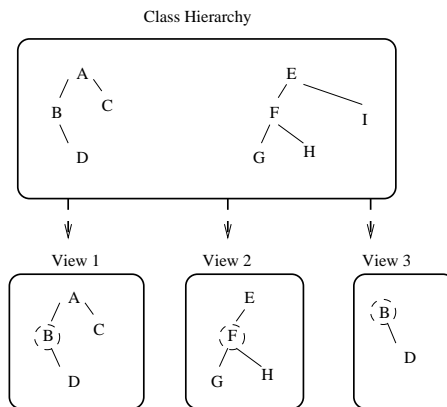 Class Hierarchy
A E
B C F I
D G H
View 1 View 2 View 3
A E B
B C F D
D G H